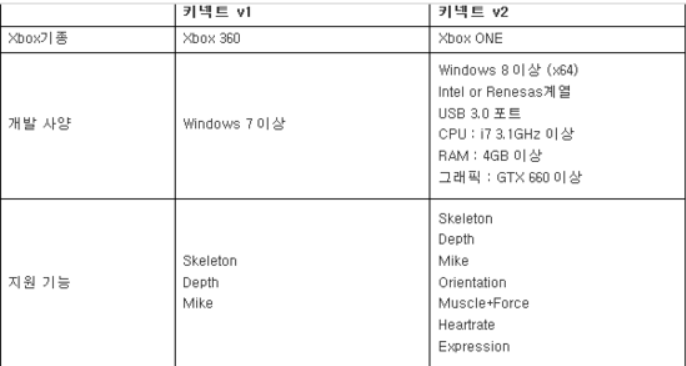 키넥트 v1
키넥트 v2
Xbox기종
Xbox 360
Xbox ONE
개발 사양
Windows 7 이상
Windows 8 이상 (x64)
Intel or Renesas계열
USB 3.0 포트
CPU : i7 3.1GHz 이상
RAM : 4GB 이상
그래픽 : GTX 660 이상
지원 기능
Skeleton
Depth
Mike
Skeleton
Depth
Mike
Orientation
Muscle+Force
Heartrate
Expression